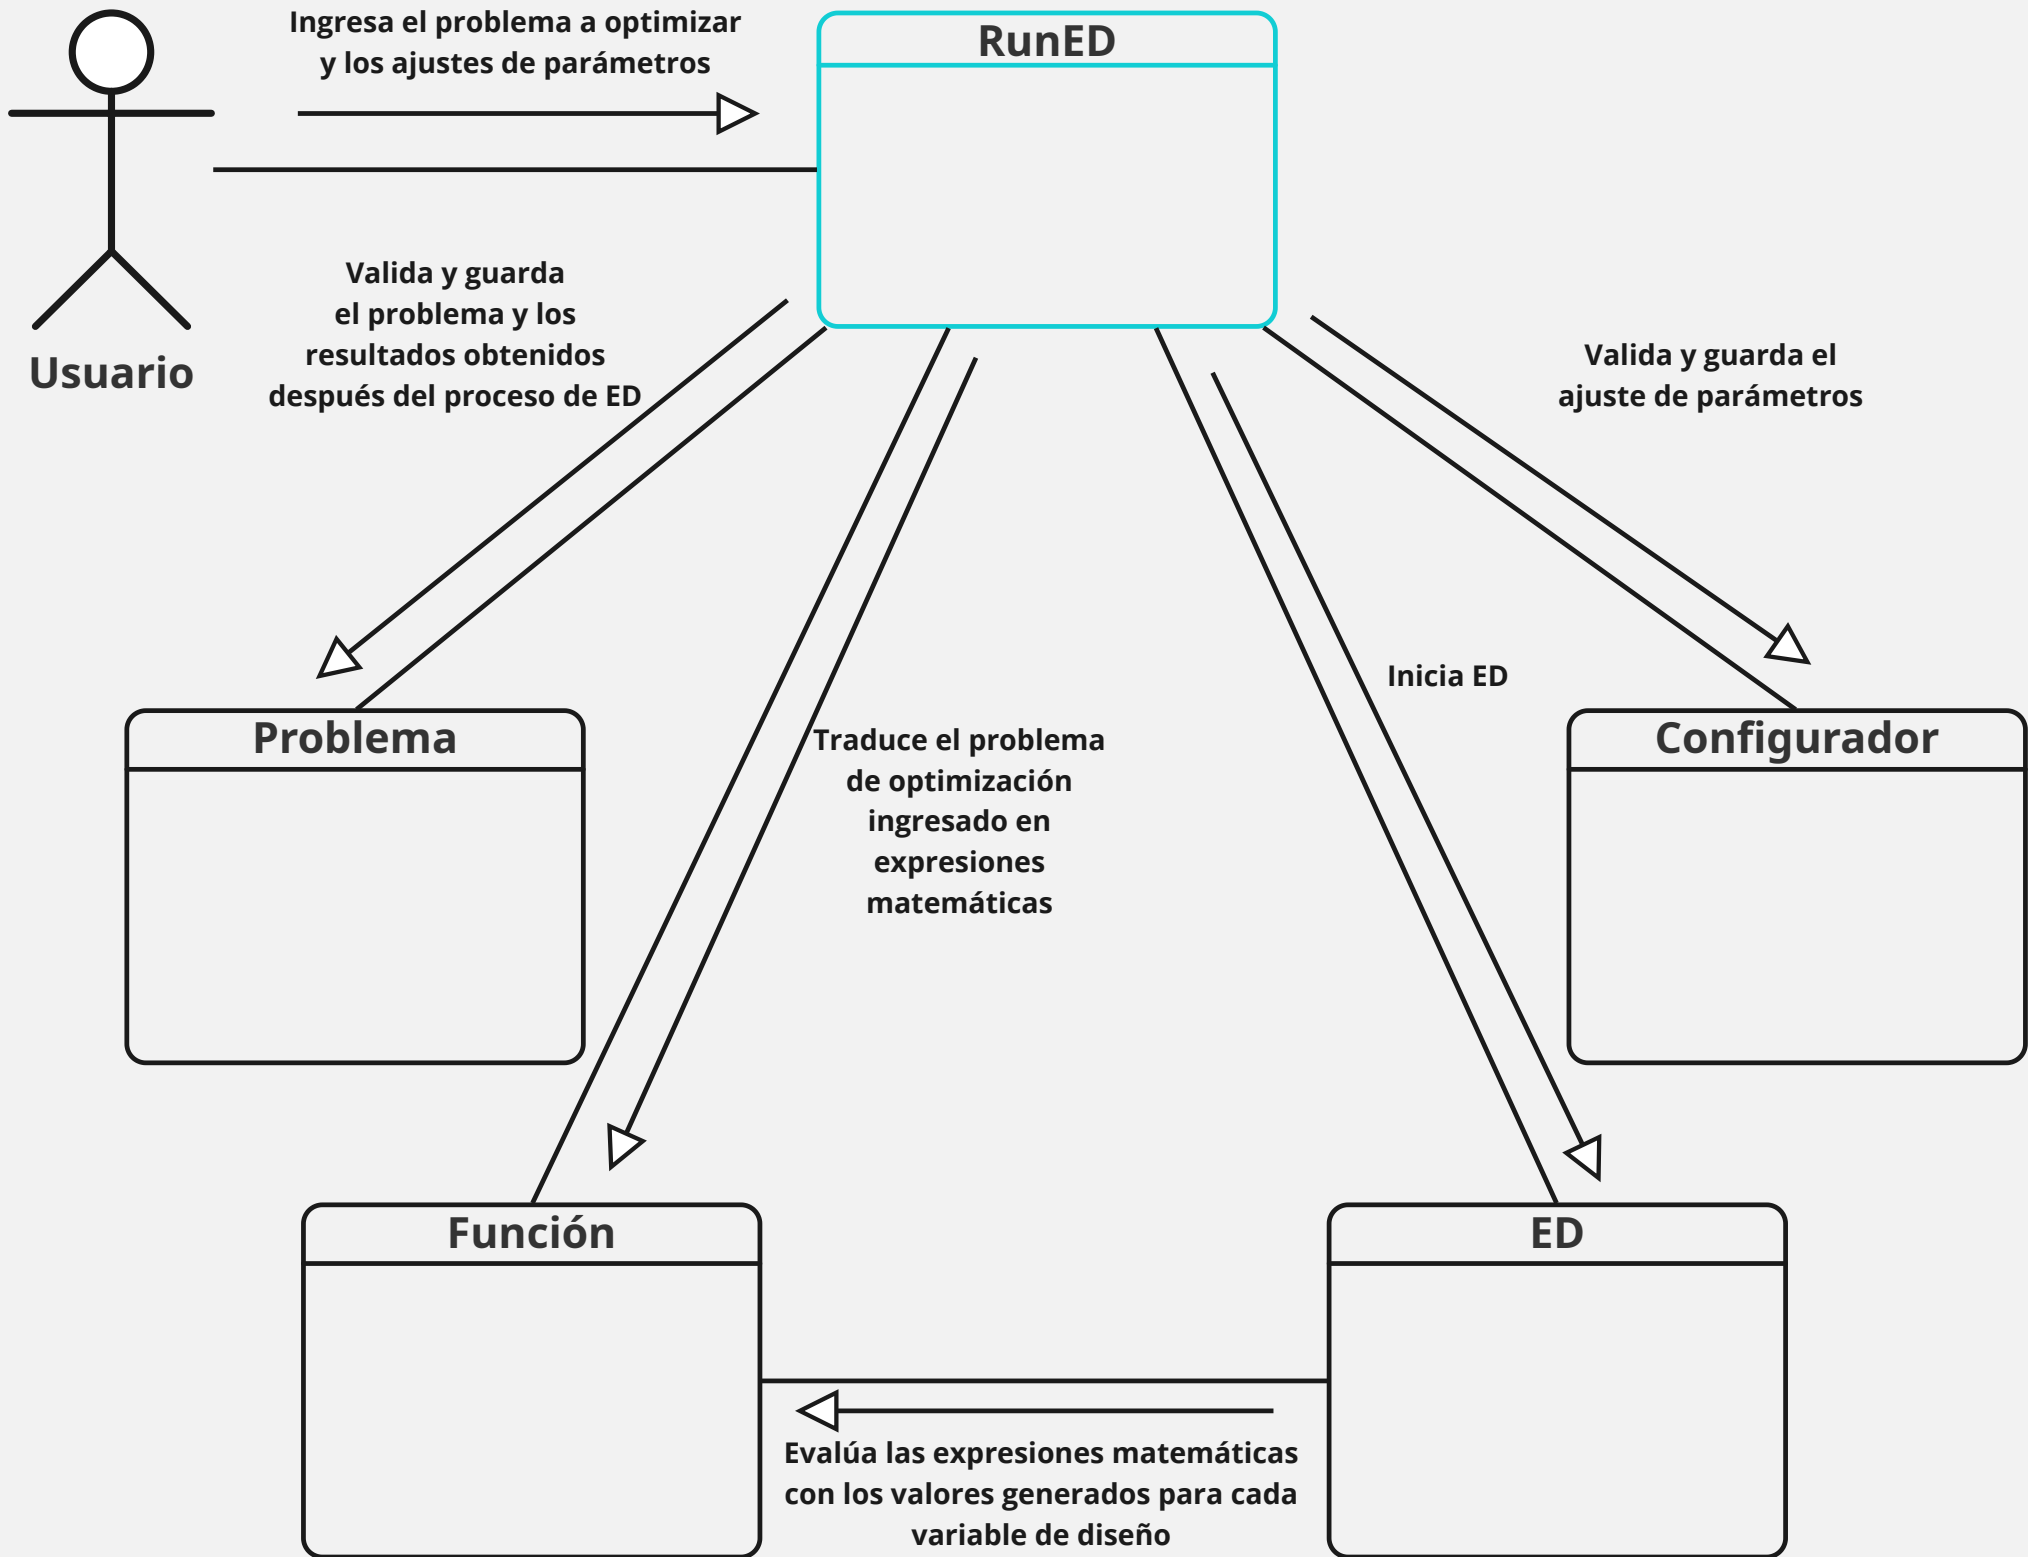 Ingresa el problema a optimizar
y los ajustes de parámetros
RunED
Usuario
Valida y guarda
el problema y los
resultados obtenidos
después del proceso de ED
Valida y guarda el
ajuste de parámetros
Inicia ED
Problema
Traduce el problema
de optimización
ingresado en
expresiones
matemáticas
Configurador
Función
ED
Evalúa las expresiones matemáticas
con los valores generados para cada
variable de diseño